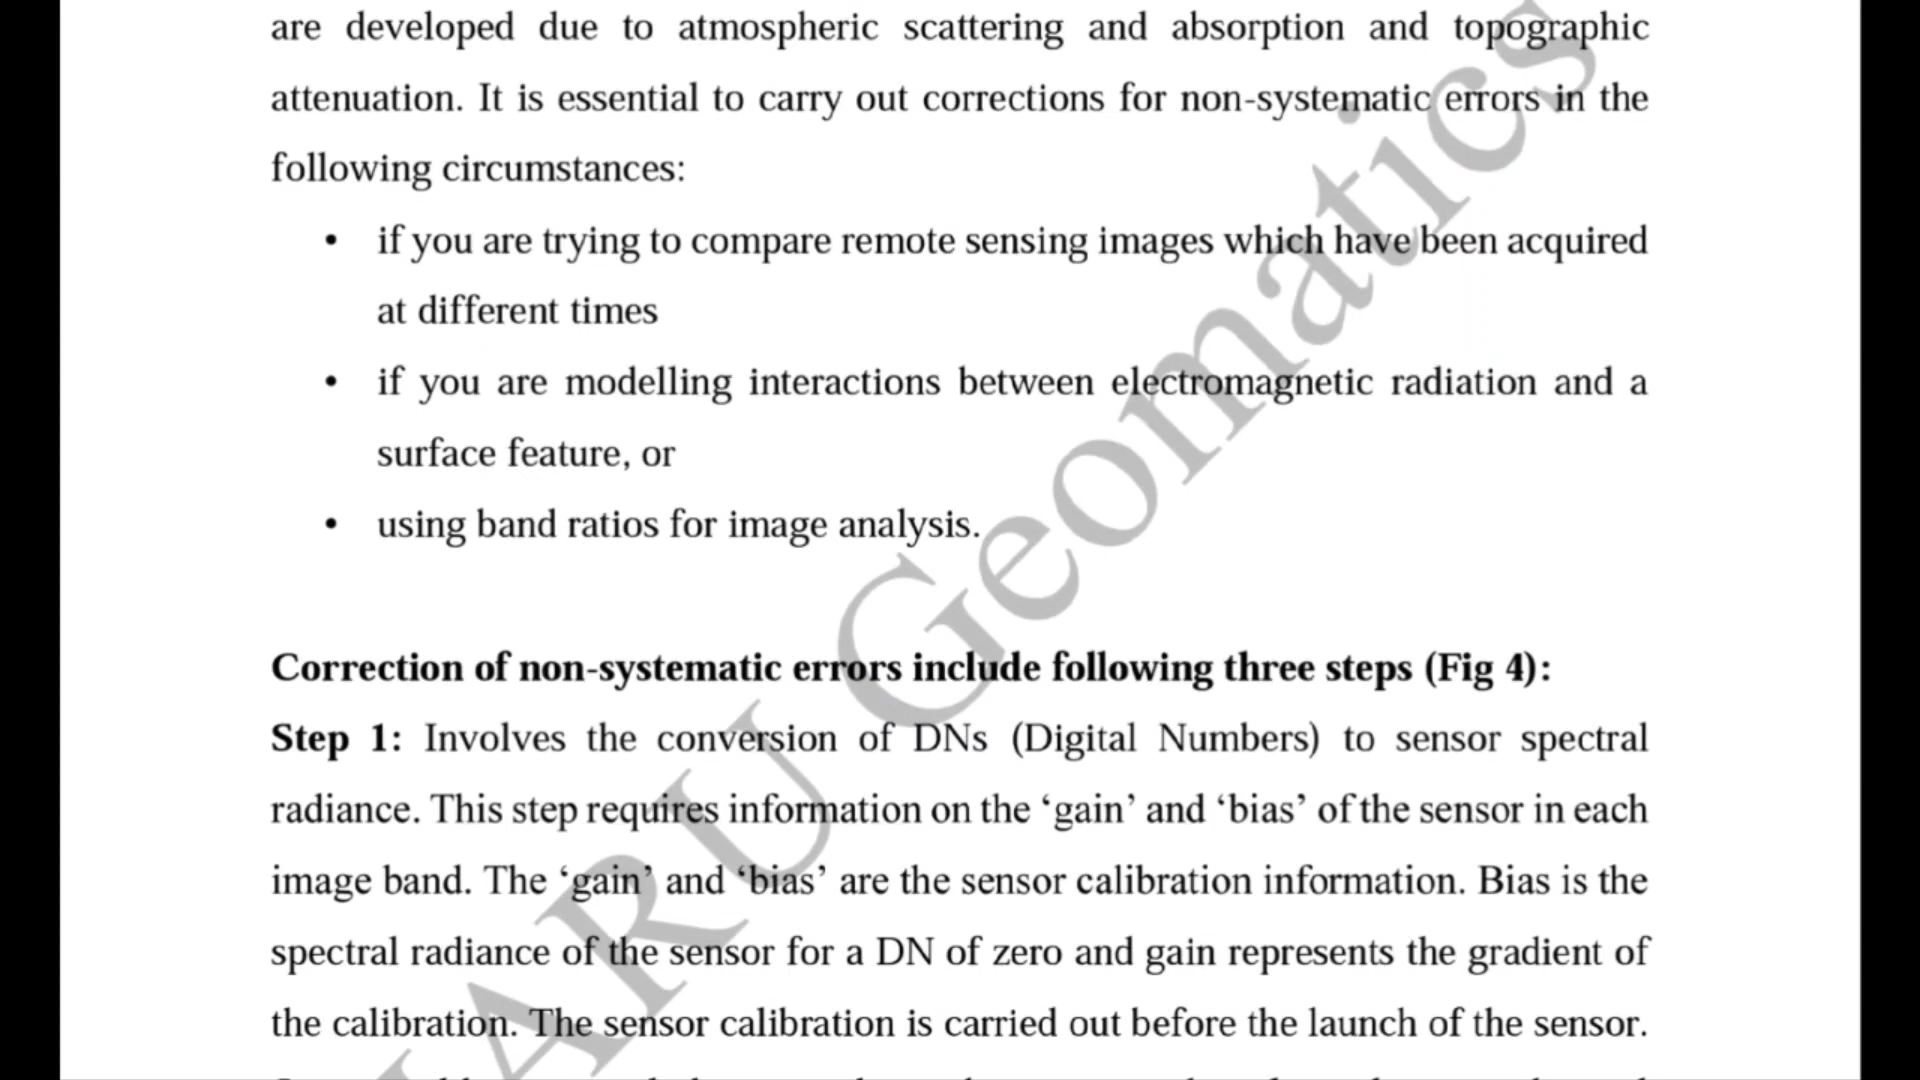 are developed due to atmospheric scattering and absorption and topographic
attenuation. It is essential to carry out corrections for non-systematic errors in the
following circumstances:
• if you are trying to compare remote sensing images which have been acquired
at different times
• if you are modelling interactions between electromagnetic radiation and a
surface feature, or
• using band ratios for image analysis.
Correction of non-systematic errors include following three steps (Fig 4):
Step 1: Involves the conversion of DNs (Digital Numbers) to sensor spectral
radiance. This step requires information on the ‘gain’ and ‘bias’ of the sensor in each
image band. The ‘gain’ and ‘bias’ are the sensor calibration information. Bias is the
spectral radiance of the sensor for a DN of zero and gain represents the gradient of
the calibration. The sensor calibration is carried out before the launch of the sensor.
ARU Geomatics